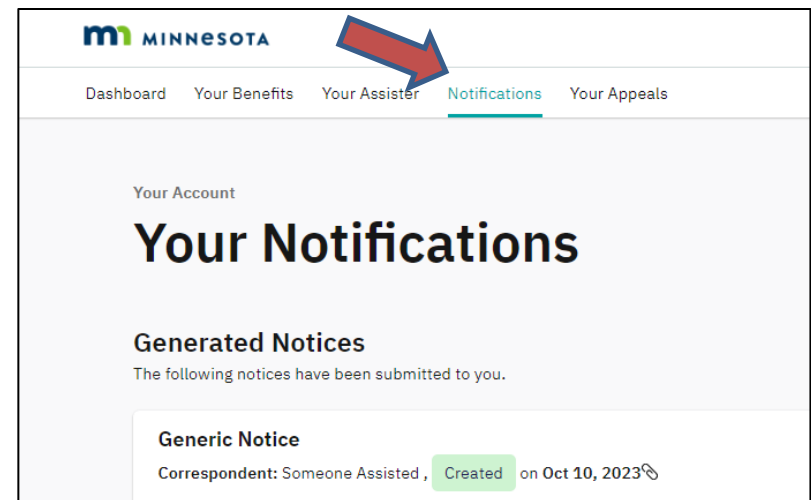 mn MINNESOTA
Dashboard Your Benefits Your Assister Notifications Your Appeals
Your Account
Your Notifications
Generated Notices
The following notices have been submitted to you.
Generic Notice
Correspondent: Someone Assisted , Created on Oct 10, 2023